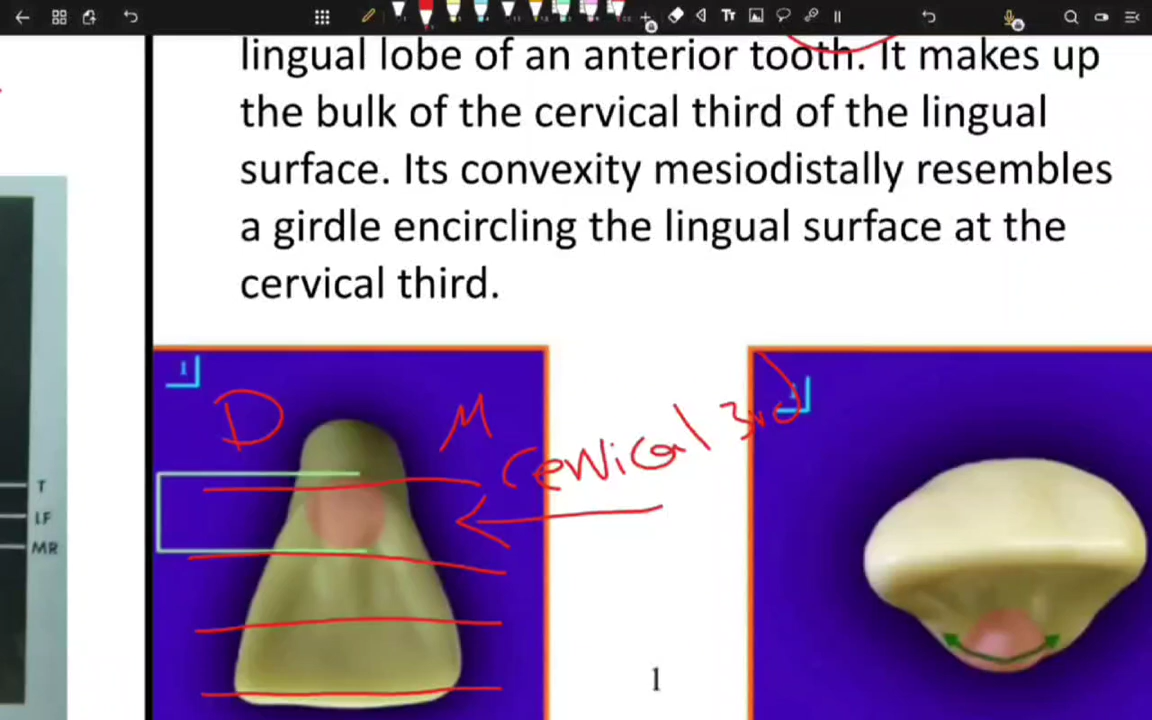 Tr
lingual lobe of an anterior tooth. It makes up
the bulk of the cervical third of the lingual
surface. Its convexity mesiodistally resembles
a girdle encircling the lingual surface at the
cervical third.
1
D
M
Cervical 3rd
T
LF
MR
1